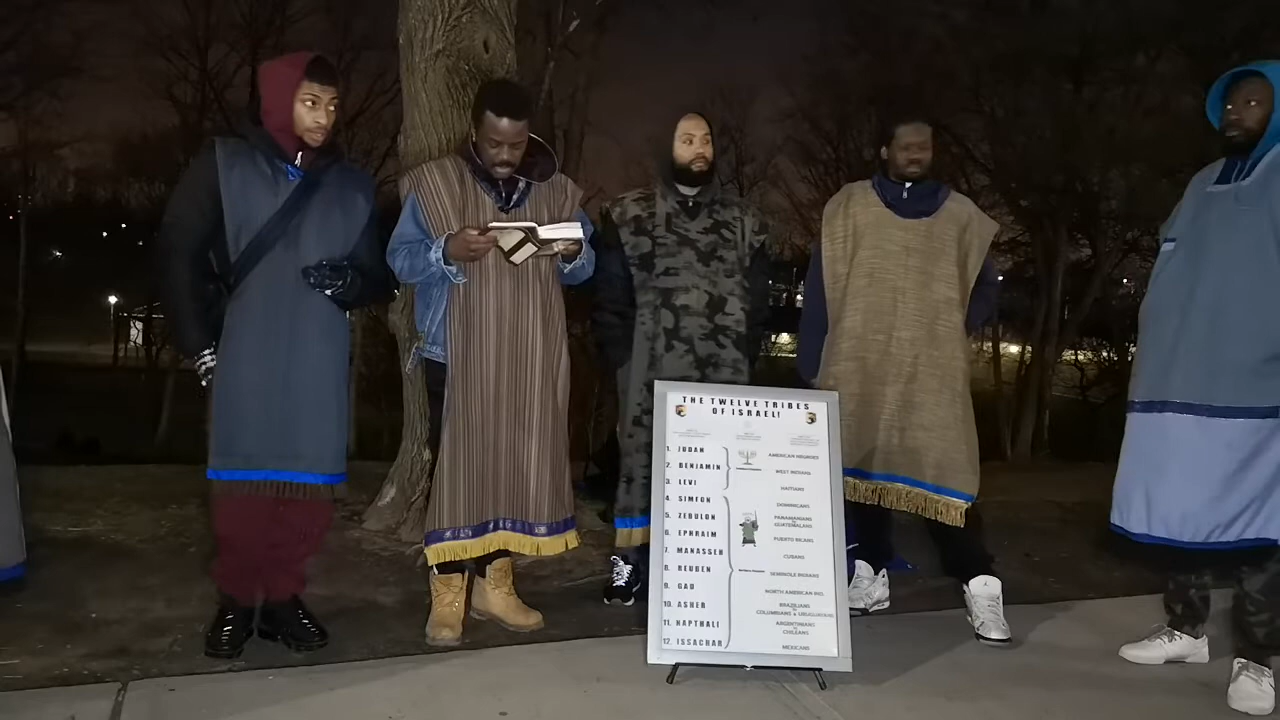 THE TWELVE TRIBES
OF ISRAEL!
1. JUDAH AMERICAN NEGROES
2. BENJAMIN WEST INDIANS
3. LEVI HAITIANS
4. SIMEON DOMINICANS
5. ZEBULON PANAMANIANS
GUATEMALANS
6. EPHRAIM PUERTO RICANS
7. MANASSEH CUBANS
8. REUBEN SEMINOLE INDIANS
9. GAD NORTH AMERICAN IND.
10. ASHER BRAZILIANS
COLUMBIANS & URUGUAYANS
11. NAPTHALI ARGENTINIANS
CHILEANS
12. ISSACHAR MEXICANS